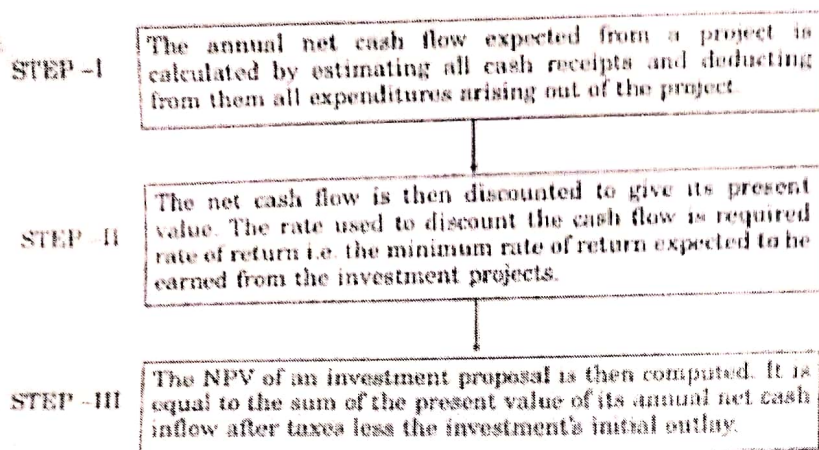 STEP -I
The annual net cash flow expected from a project is
calculated by estimating all cash receipts and deducting
from them all expenditures arising out of the project.
STEP -II
The net cash flow is then discounted to give its present
value. The rate used to discount the cash flow is required
rate of return i.e. the minimum rate of return expected to be
earned from the investment projects.
STEP -III
The NPV of an investment proposal is then computed. It is
equal to the sum of the present value of its annual net cash
inflow after taxes less the investment's initial outlay.